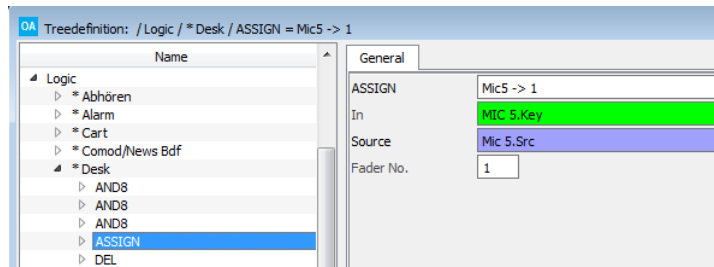 OA Treedefinition: / Logic / * Desk / ASSIGN = Mic5 -> 1
Name
Logic
* Abhören
* Alarm
* Cart
* Comod/News Bdf
* Desk
AND8
AND8
AND8
ASSIGN
DEL
General
ASSIGN Mic5 -> 1
In MIC 5.Key
Source Mic 5.Src
Fader No. 1